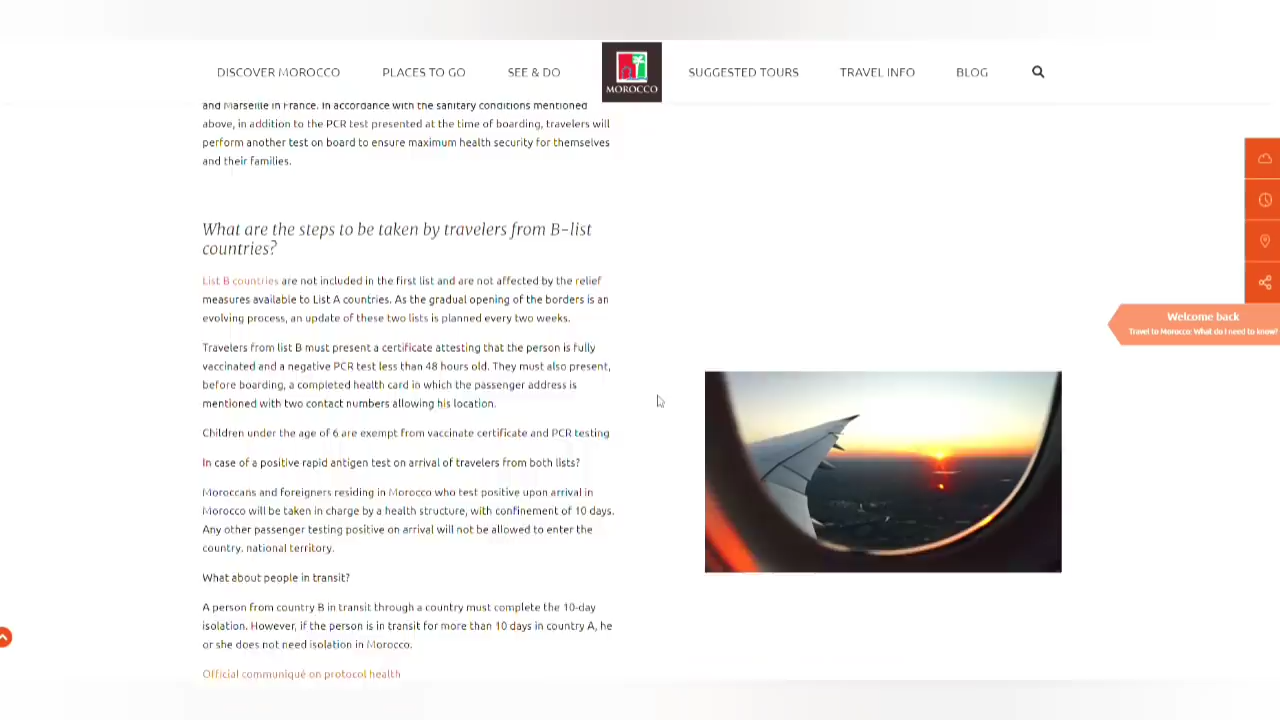 DISCOVER MOROCCO PLACES TO GO SEE & DO MOROCCO SUGGESTED TOURS TRAVEL INFO BLOG
and Marseille in France. In accordance with the sanitary conditions mentioned
above, in addition to the PCR test presented at the time of boarding, travelers will
perform another test on board to ensure maximum health security for themselves
and their families.
What are the steps to be taken by travelers from B-list
countries?
List B countries are not included in the first list and are not affected by the relief
measures available to List A countries. As the gradual opening of the borders is an
evolving process, an update of these two lists is planned every two weeks.
Welcome back
Travel to Morocco: What do I need to know?
Travelers from list B must present a certificate attesting that the person is fully
vaccinated and a negative PCR test less than 48 hours old. They must also present,
before boarding, a completed health card in which the passenger address is
mentioned with two contact numbers allowing his location.
Children under the age of 6 are exempt from vaccinate certificate and PCR testing
In case of a positive rapid antigen test on arrival of travelers from both lists?
Moroccans and foreigners residing in Morocco who test positive upon arrival in
Morocco will be taken in charge by a health structure, with confinement of 10 days.
Any other passenger testing positive on arrival will not be allowed to enter the
country. national territory.
What about people in transit?
A person from country B in transit through a country must complete the 10-day
isolation. However, if the person is in transit for more than 10 days in country A, he
or she does not need isolation in Morocco.
Official communiqué on protocol health